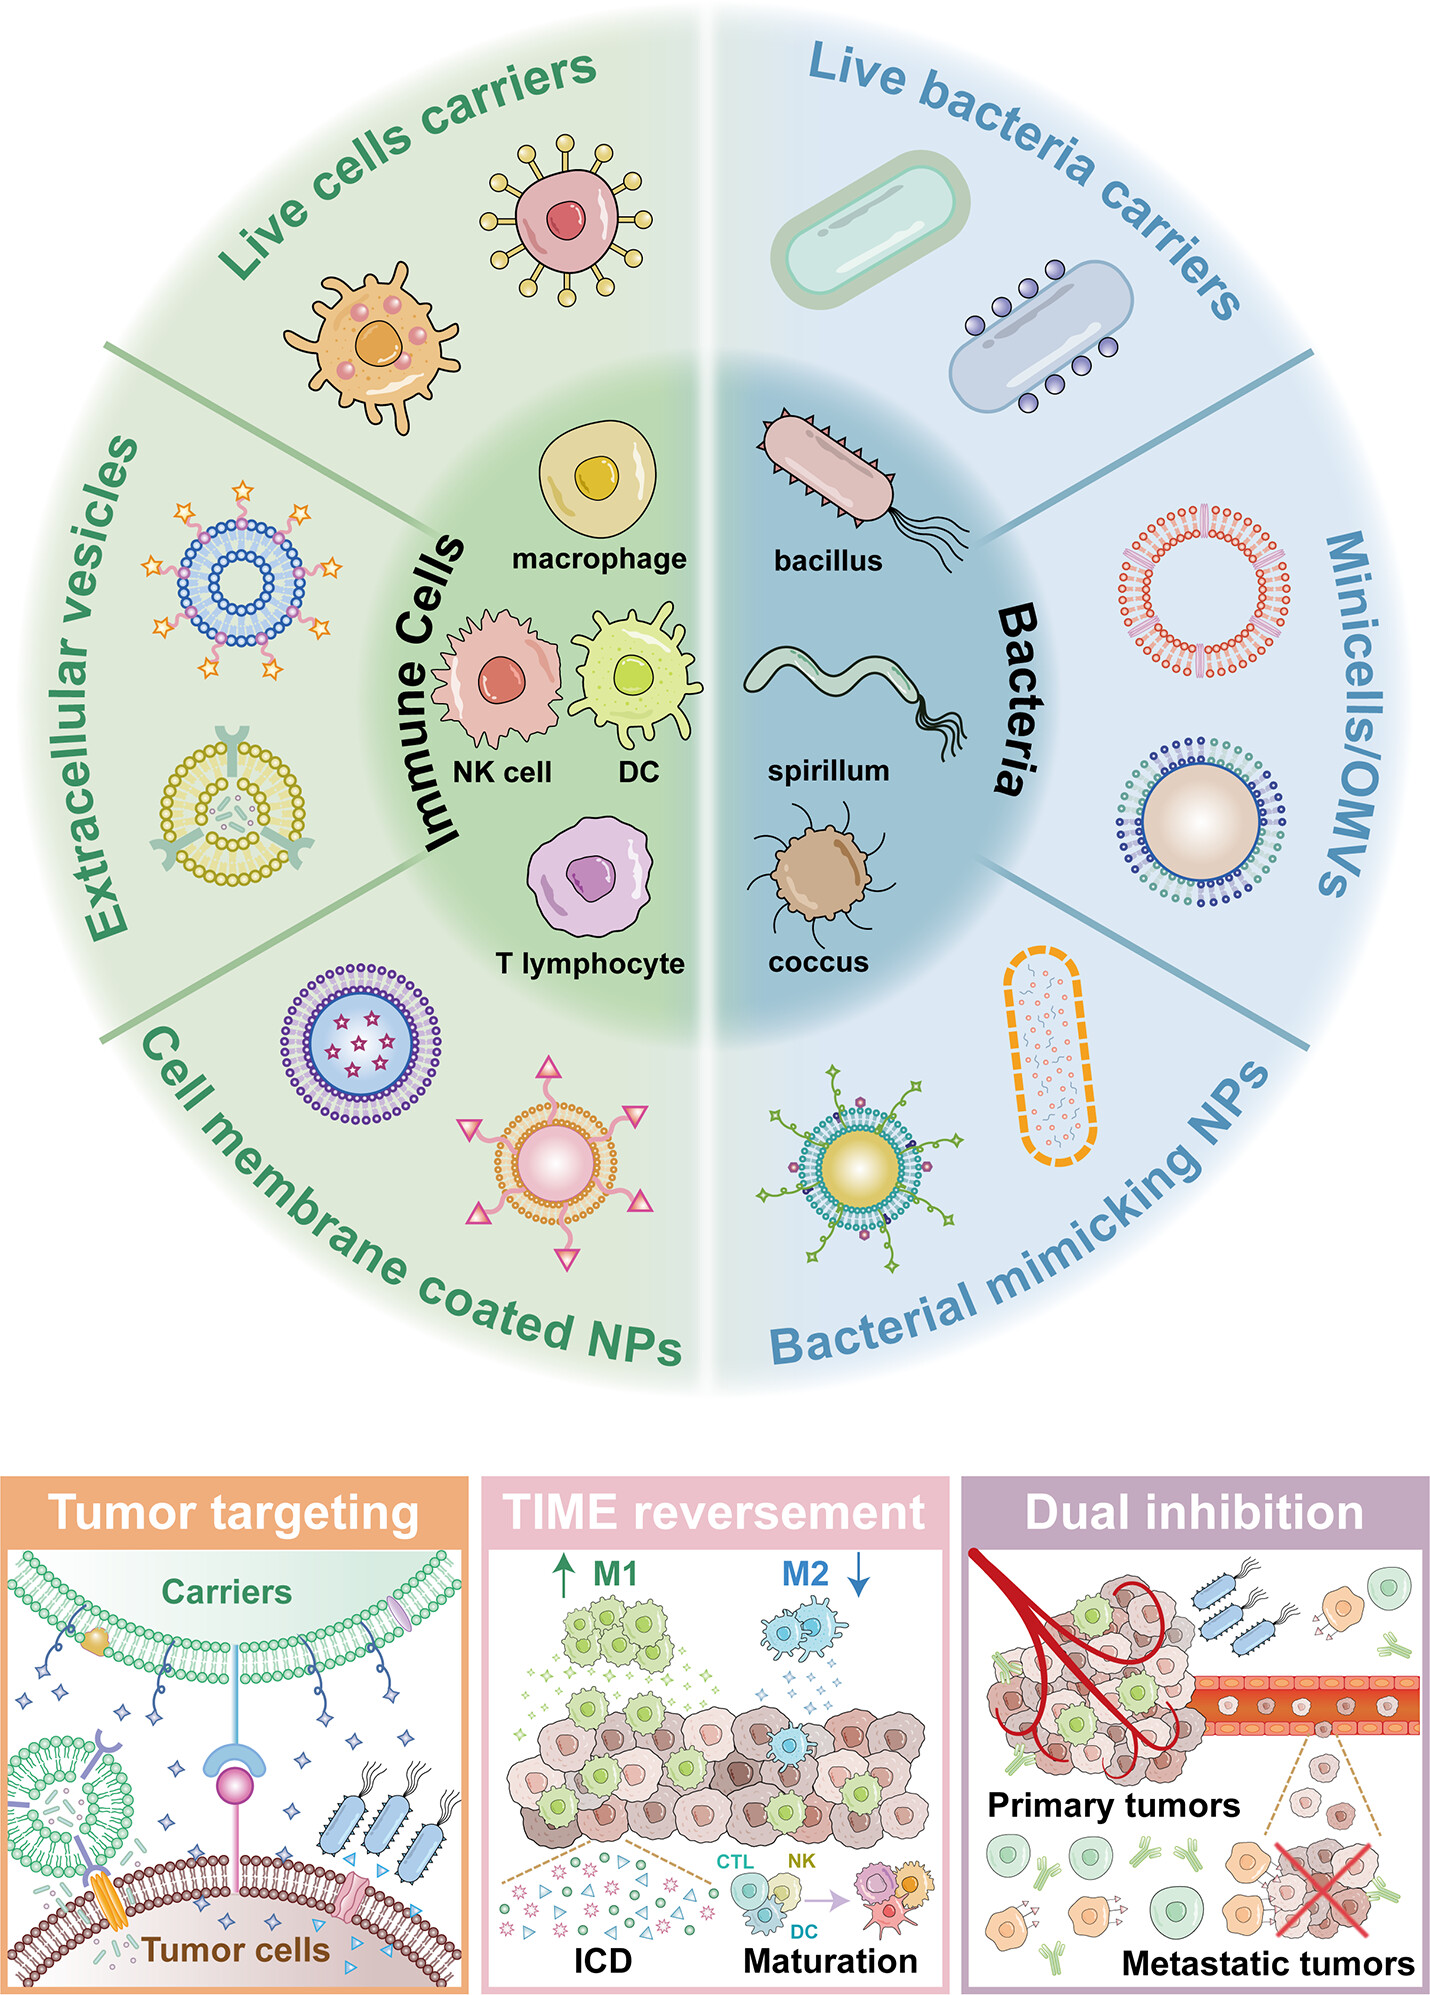 Live cells carriers
Live bacteria carriers
Extracellular vesicles
Minicells/OMVs
Cell membrane coated NPs
Bacterial mimicking NPs
Immune Cells
Bacteria
macrophage
NK cell
DC
T lymphocyte
bacillus
spirillum
coccus
Tumor targeting
Carriers
Tumor cells
TIME reversement
M1
M2
CTL
NK
DC
ICD
Maturation
Dual inhibition
Primary tumors
Metastatic tumors